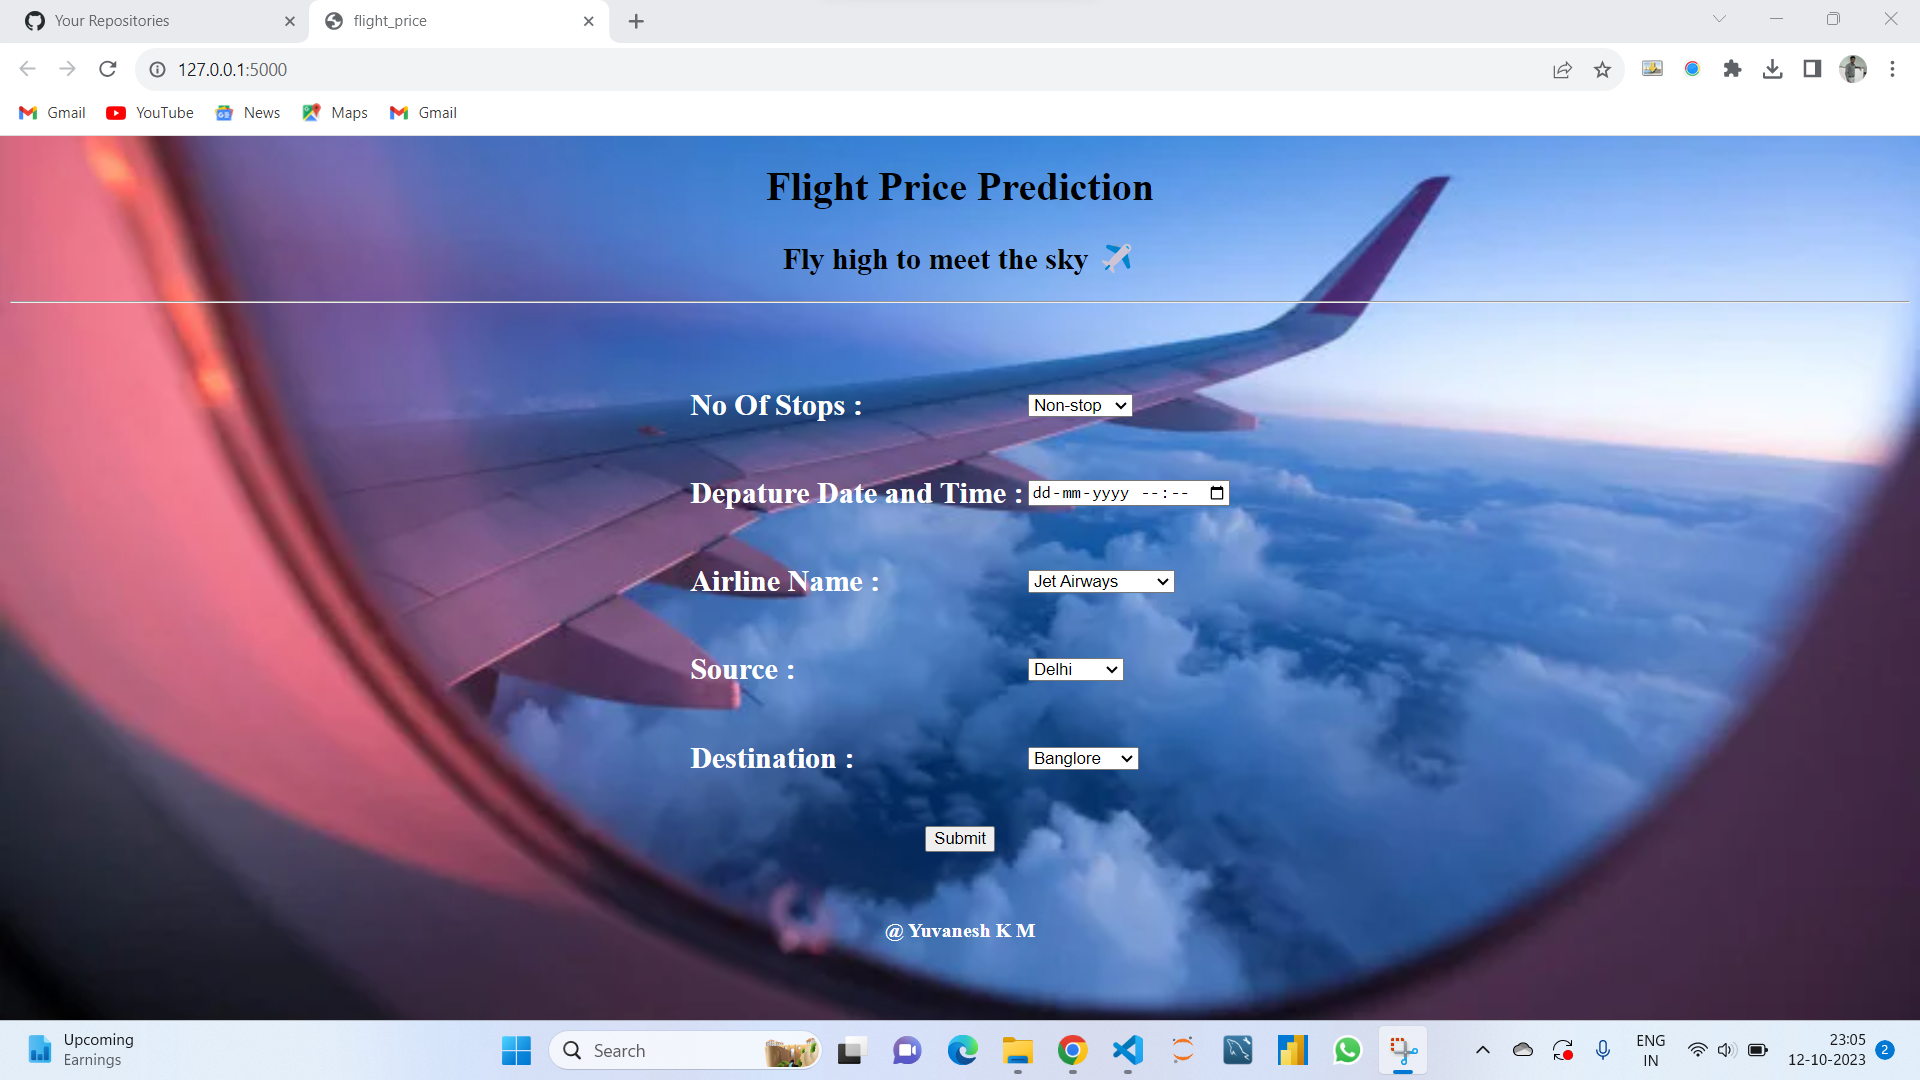 Your Repositories
flight_price
127.0.0.1:5000
Gmail
YouTube
News
Maps
Gmail
Flight Price Prediction
Fly high to meet the sky ✈️
No Of Stops : Non-stop
Depature Date and Time : dd-mm-yyyy --:--
Airline Name : Jet Airways
Source : Delhi
Destination : Banglore
Submit
@ Yuvanesh K M
Upcoming
Earnings
Search
ENG
IN
23:05
12-10-2023
2